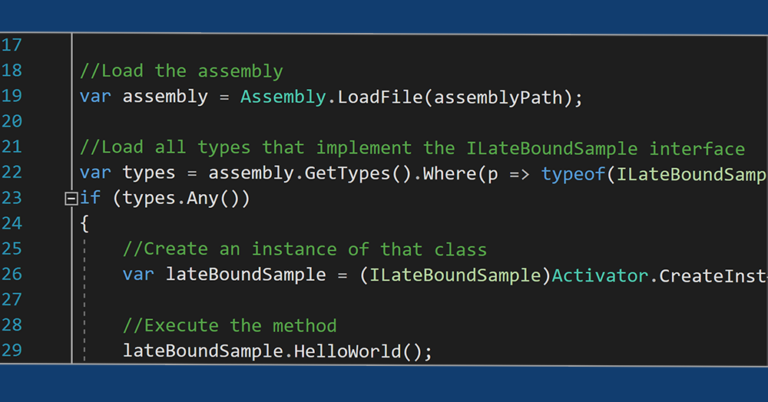 17
18 //Load the assembly
19 var assembly = Assembly.LoadFile(assemblyPath);
20
21 //Load all types that implement the ILateBoundSample interface
22 var types = assembly.GetTypes().Where(p => typeof(ILateBoundSamp
23 if (types.Any())
24 {
25 //Create an instance of that class
26 var lateBoundSample = (ILateBoundSample)Activator.CreateInst
27
28 //Execute the method
29 lateBoundSample.HelloWorld();